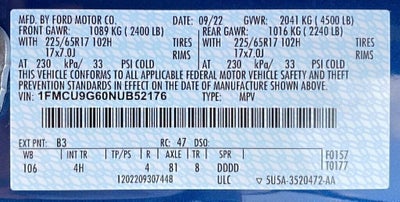 MFD. BY FORD MOTOR CO. DATE: 09/22 GVWR: 2041 KG ( 4500 LB)
FRONT GAWR: 1089 KG ( 2400 LB) REAR GAWR: 1016 KG ( 2240 LB)
WITH 225/65R17 102H TIRES WITH 225/65R17 102H TIRES
17x7.0J RIMS 17x7.0J RIMS
AT 230 kPa/ 33 PSI COLD AT 230 kPa/ 33 PSI COLD
THIS VEHICLE CONFORMS TO ALL APPLICABLE FEDERAL MOTOR VEHICLE SAFETY AND THEFT
PREVENTION STANDARDS IN EFFECT ON THE DATE OF MANUFACTURE SHOWN ABOVE.
VIN: 1FMCU9G60NUB52176 TYPE: MPV
EXT PNT: B3 RC: 47 DSO:
WB TP/PS R AXLE TR SPR F0157
106 4H 4 4 81 8 DDDD T0177
1202209307448 ULC 5U5A-3520472-AA